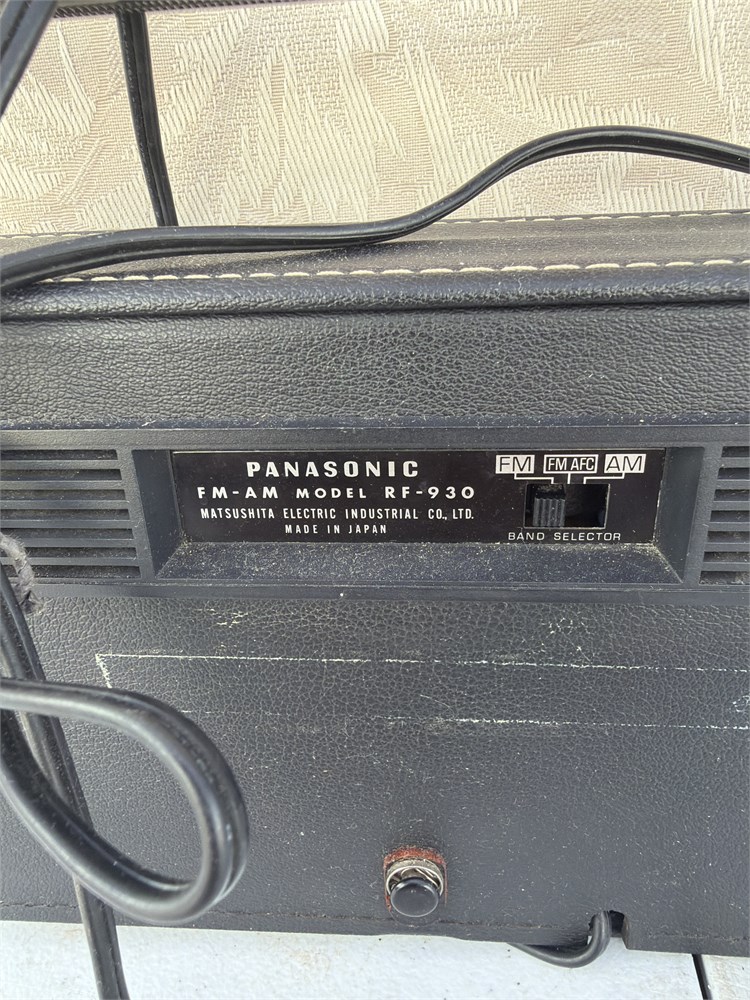 PANASONIC
FM-AM MODEL RF-930
MATSUSHITA ELECTRIC INDUSTRIAL CO., LTD.
MADE IN JAPAN
FM FM AFC AM
BAND SELECTOR